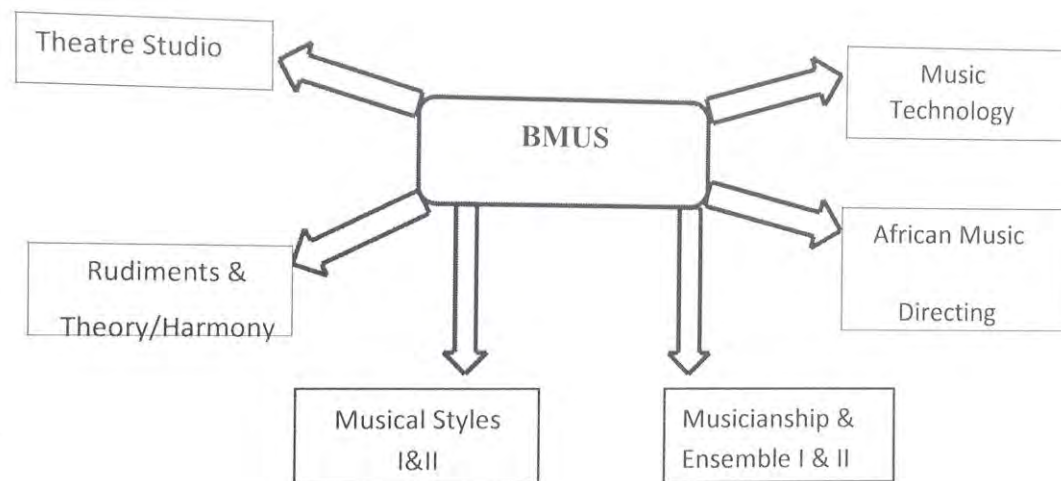 Theatre Studio
BMUS
Music
Technology
Rudiments &
Theory/Harmony
African Music
Directing
Musical Styles
I&II
Musicianship &
Ensemble I & II